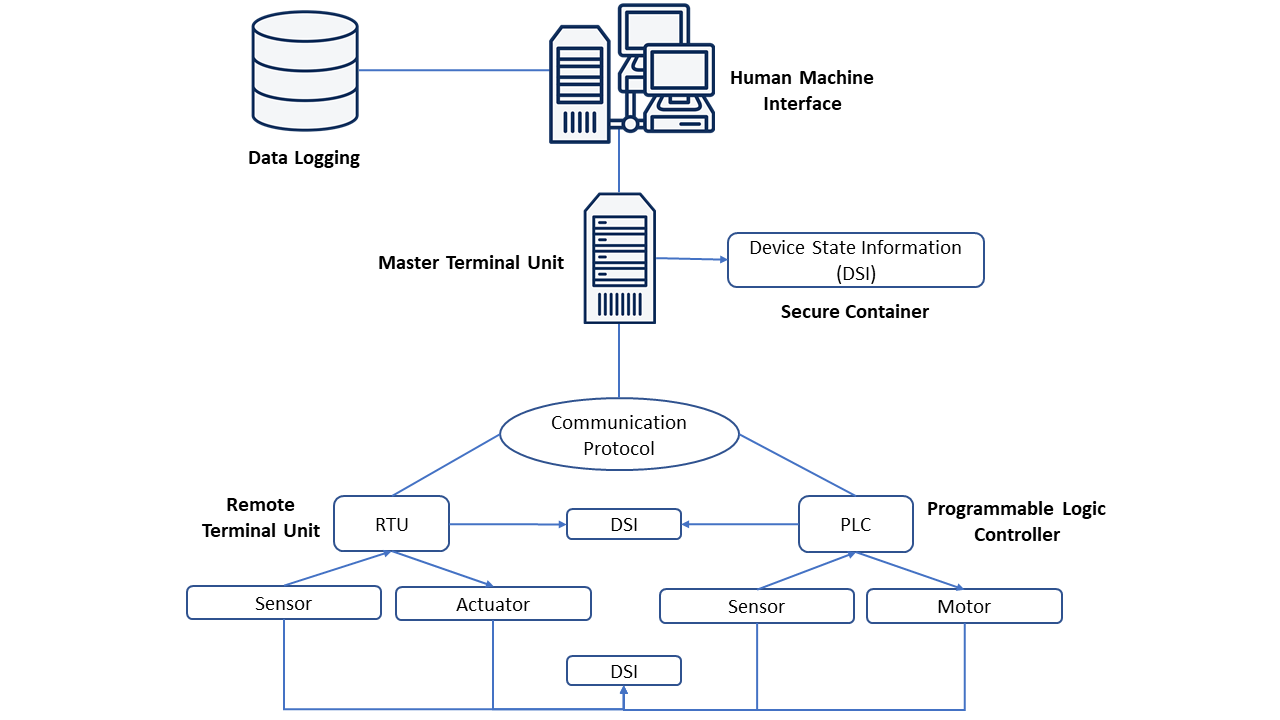 Human Machine
Interface
Data Logging
Master Terminal Unit
Device State Information
(DSI)
Secure Container
Communication
Protocol
Remote
Terminal Unit
RTU
DSI
PLC
Programmable Logic
Controller
Sensor
Actuator
Sensor
Motor
DSI